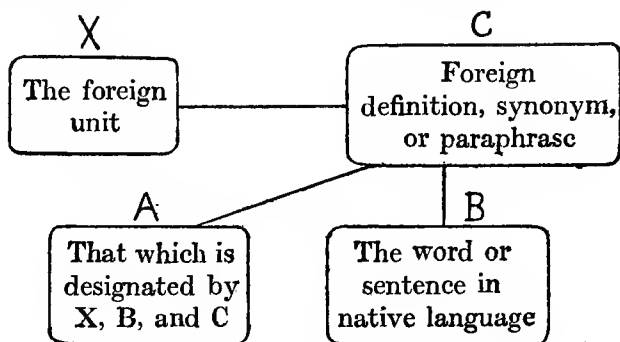 X
The foreign
unit
C
Foreign
definition, synonym,
or paraphrase
A
That which is
designated by
X, B, and C
B
The word or
sentence in
native language